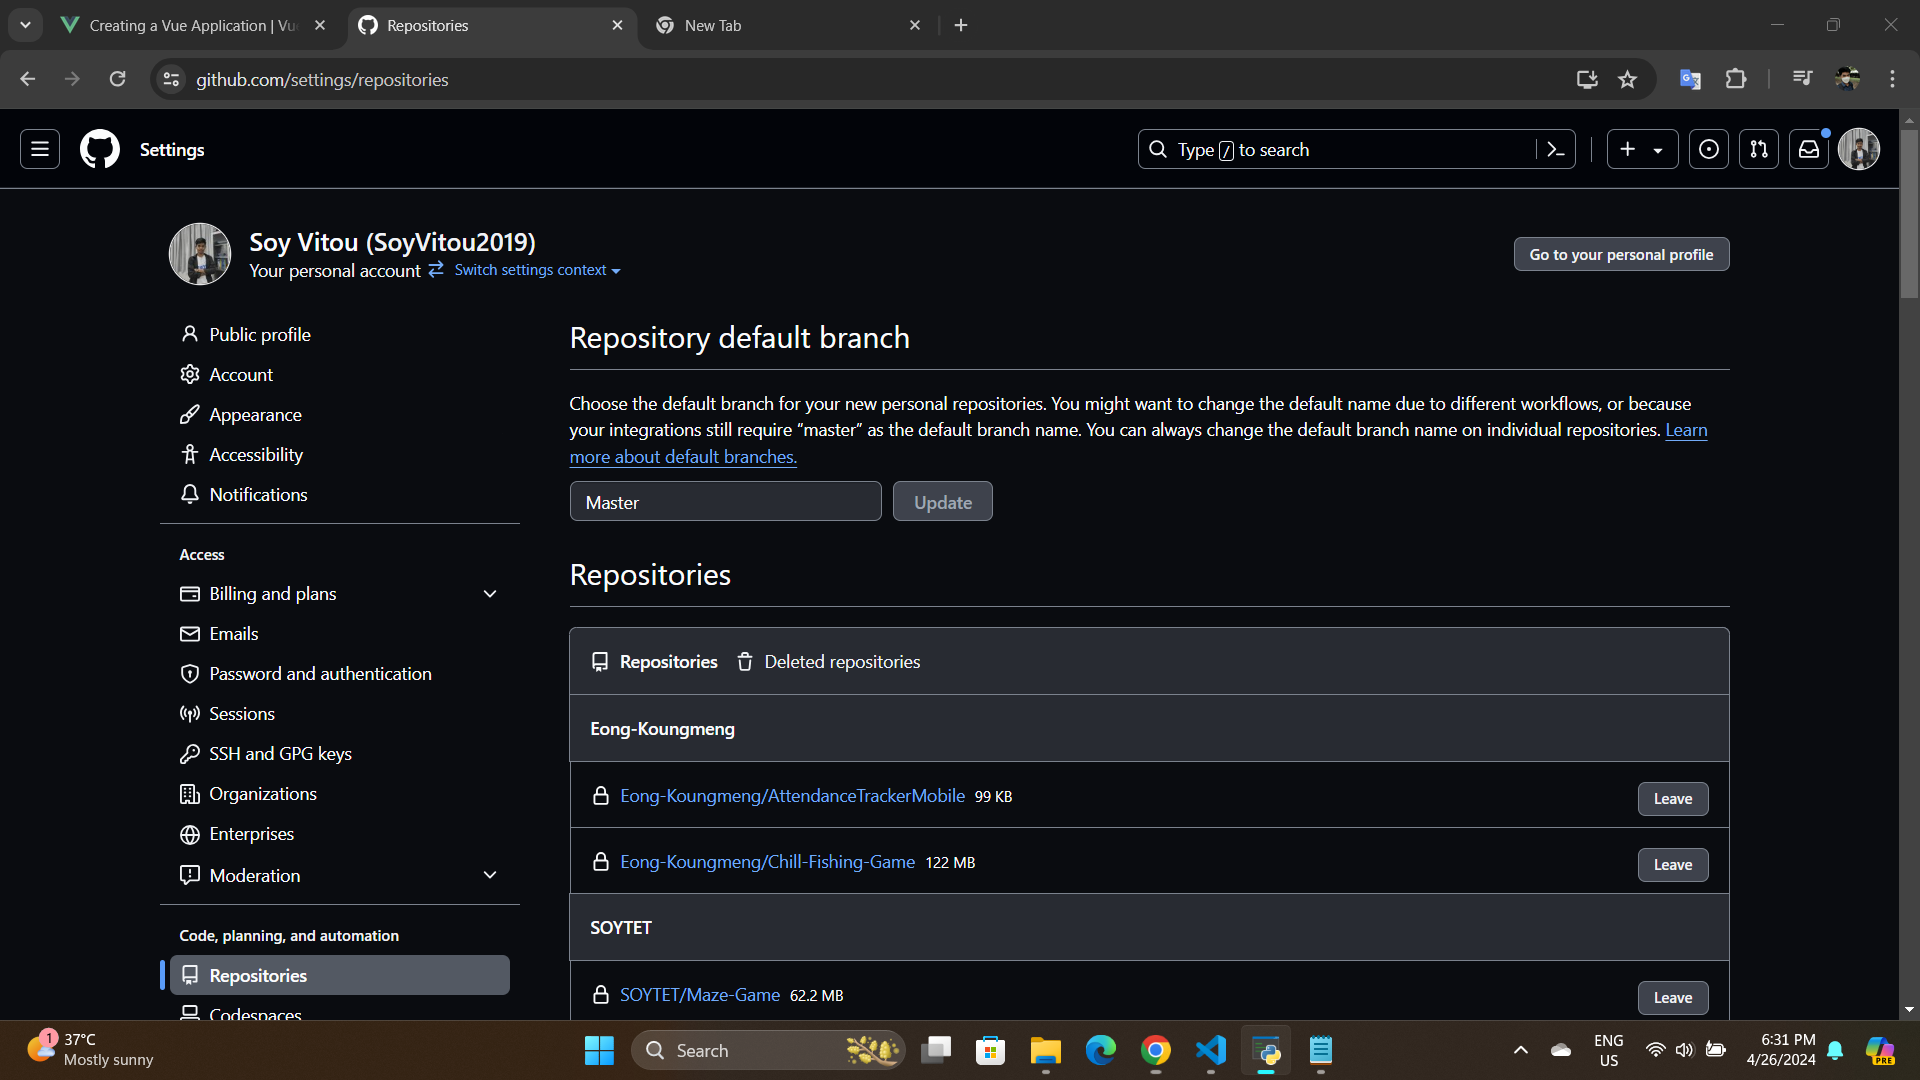 Creating a Vue Application | Vu
Repositories
New Tab
github.com/settings/repositories
Settings
Type / to search
Soy Vitou (SoyVitou2019)
Your personal account
Switch settings context
Go to your personal profile
Public profile
Account
Appearance
Accessibility
Notifications
Access
Billing and plans
Emails
Password and authentication
Sessions
SSH and GPG keys
Organizations
Enterprises
Moderation
Code, planning, and automation
Repositories
Codespaces
Repository default branch
Choose the default branch for your new personal repositories. You might want to change the default name due to different workflows, or because
your integrations still require “master” as the default branch name. You can always change the default branch name on individual repositories. Learn
more about default branches.
Master
Update
Repositories
Repositories
Deleted repositories
Eong-Koungmeng
Eong-Koungmeng/AttendanceTrackerMobile 99 KB
Leave
Eong-Koungmeng/Chill-Fishing-Game 122 MB
Leave
SOYTET
SOYTET/Maze-Game 62.2 MB
Leave
1
37°C
Mostly sunny
Search
ENG
US
6:31 PM
4/26/2024
PRE